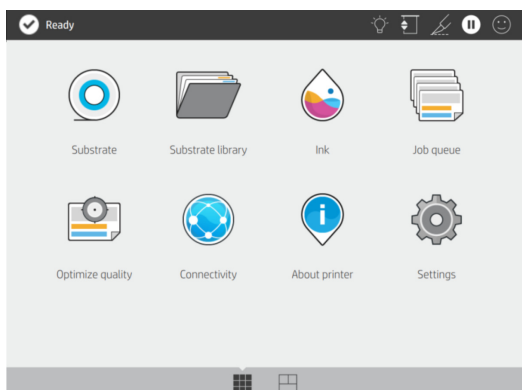 Ready
Substrate
Substrate library
Ink
Job queue
Optimize quality
Connectivity
About printer
Settings